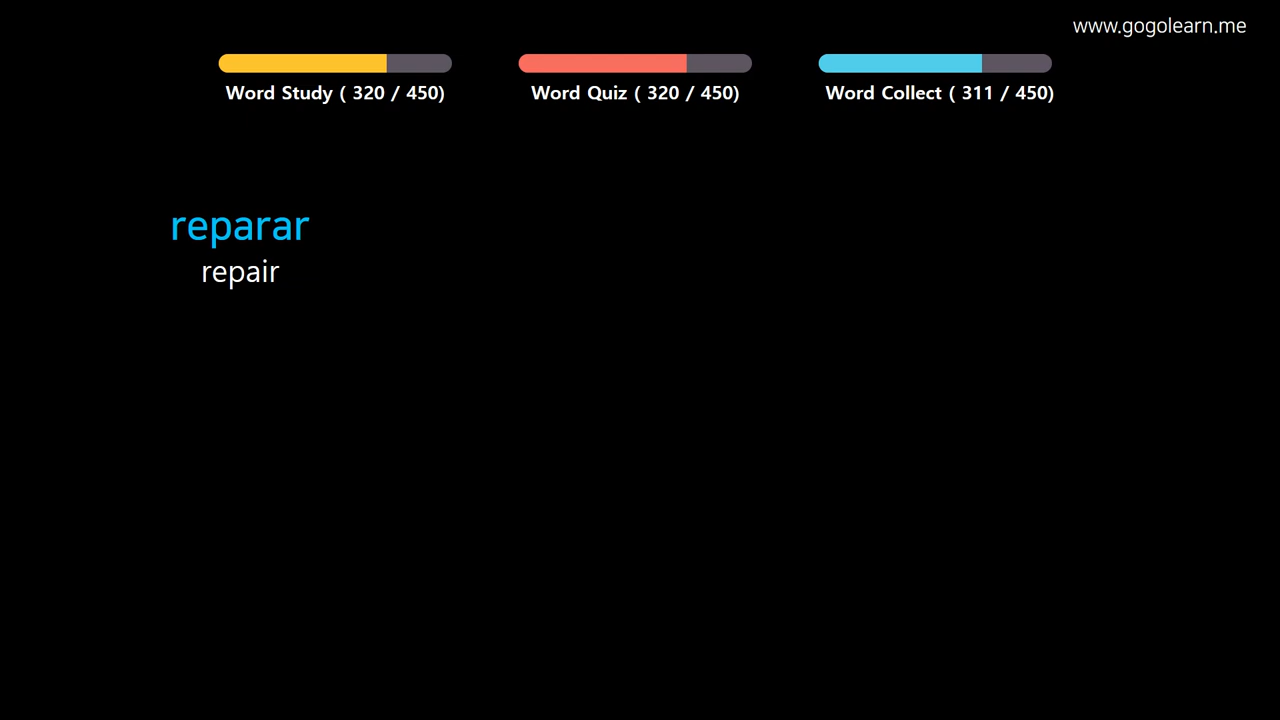 www.gogolearn.me
Word Study ( 320 / 450)
Word Quiz ( 320 / 450)
Word Collect ( 311 / 450)
reparar
repair